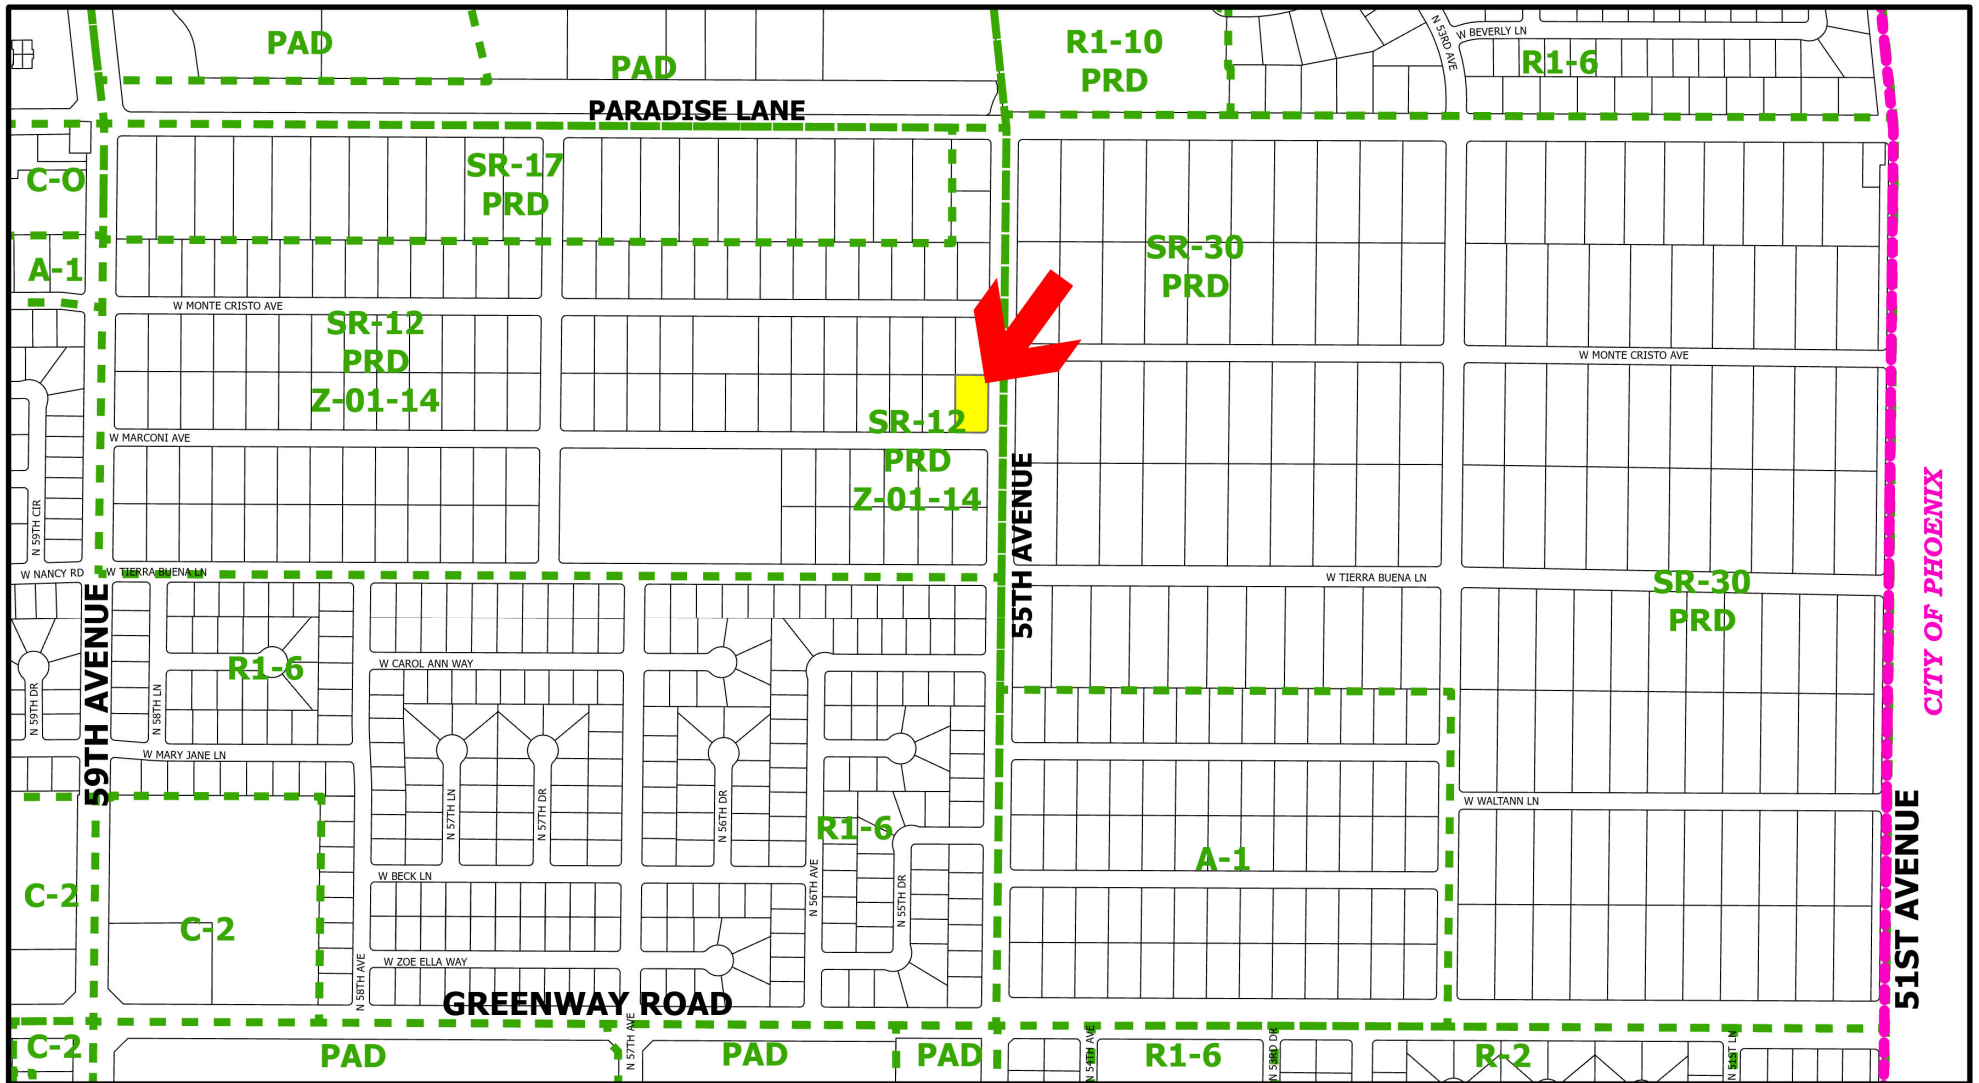 PAD
PAD
R1-10
PRD
N 53RD AVE
W BEVERLY LN
R1-6
PARADISE LANE
C-O
SR-17
PRD
A-1
SR-30
PRD
W MONTE CRISTO AVE
SR-12
PRD
Z-01-14
W MONTE CRISTO AVE
W MARCONI AVE
SR-12
PRD
Z-01-14
55TH AVENUE
CITY OF PHOENIX
N 59TH CIR
W NANCY RD
W TIERRA BUENA LN
W TIERRA BUENA LN
SR-30
PRD
59TH AVENUE
R1-6
W CAROL ANN WAY
N 59TH DR
N 58TH LN
W MARY JANE LN
N 57TH LN
N 57TH DR
N 56TH DR
R1-6
W WALTANN LN
A-1
51ST AVENUE
C-2
C-2
W BECK LN
N 56TH AVE
N 55TH DR
W ZOE ELLA WAY
N 58TH AVE
GREENWAY ROAD
C-2
PAD
N 57TH AVE
PAD
PAD
N 54TH AVE
R1-6
N 53RD DR
R-2
N 51ST LN